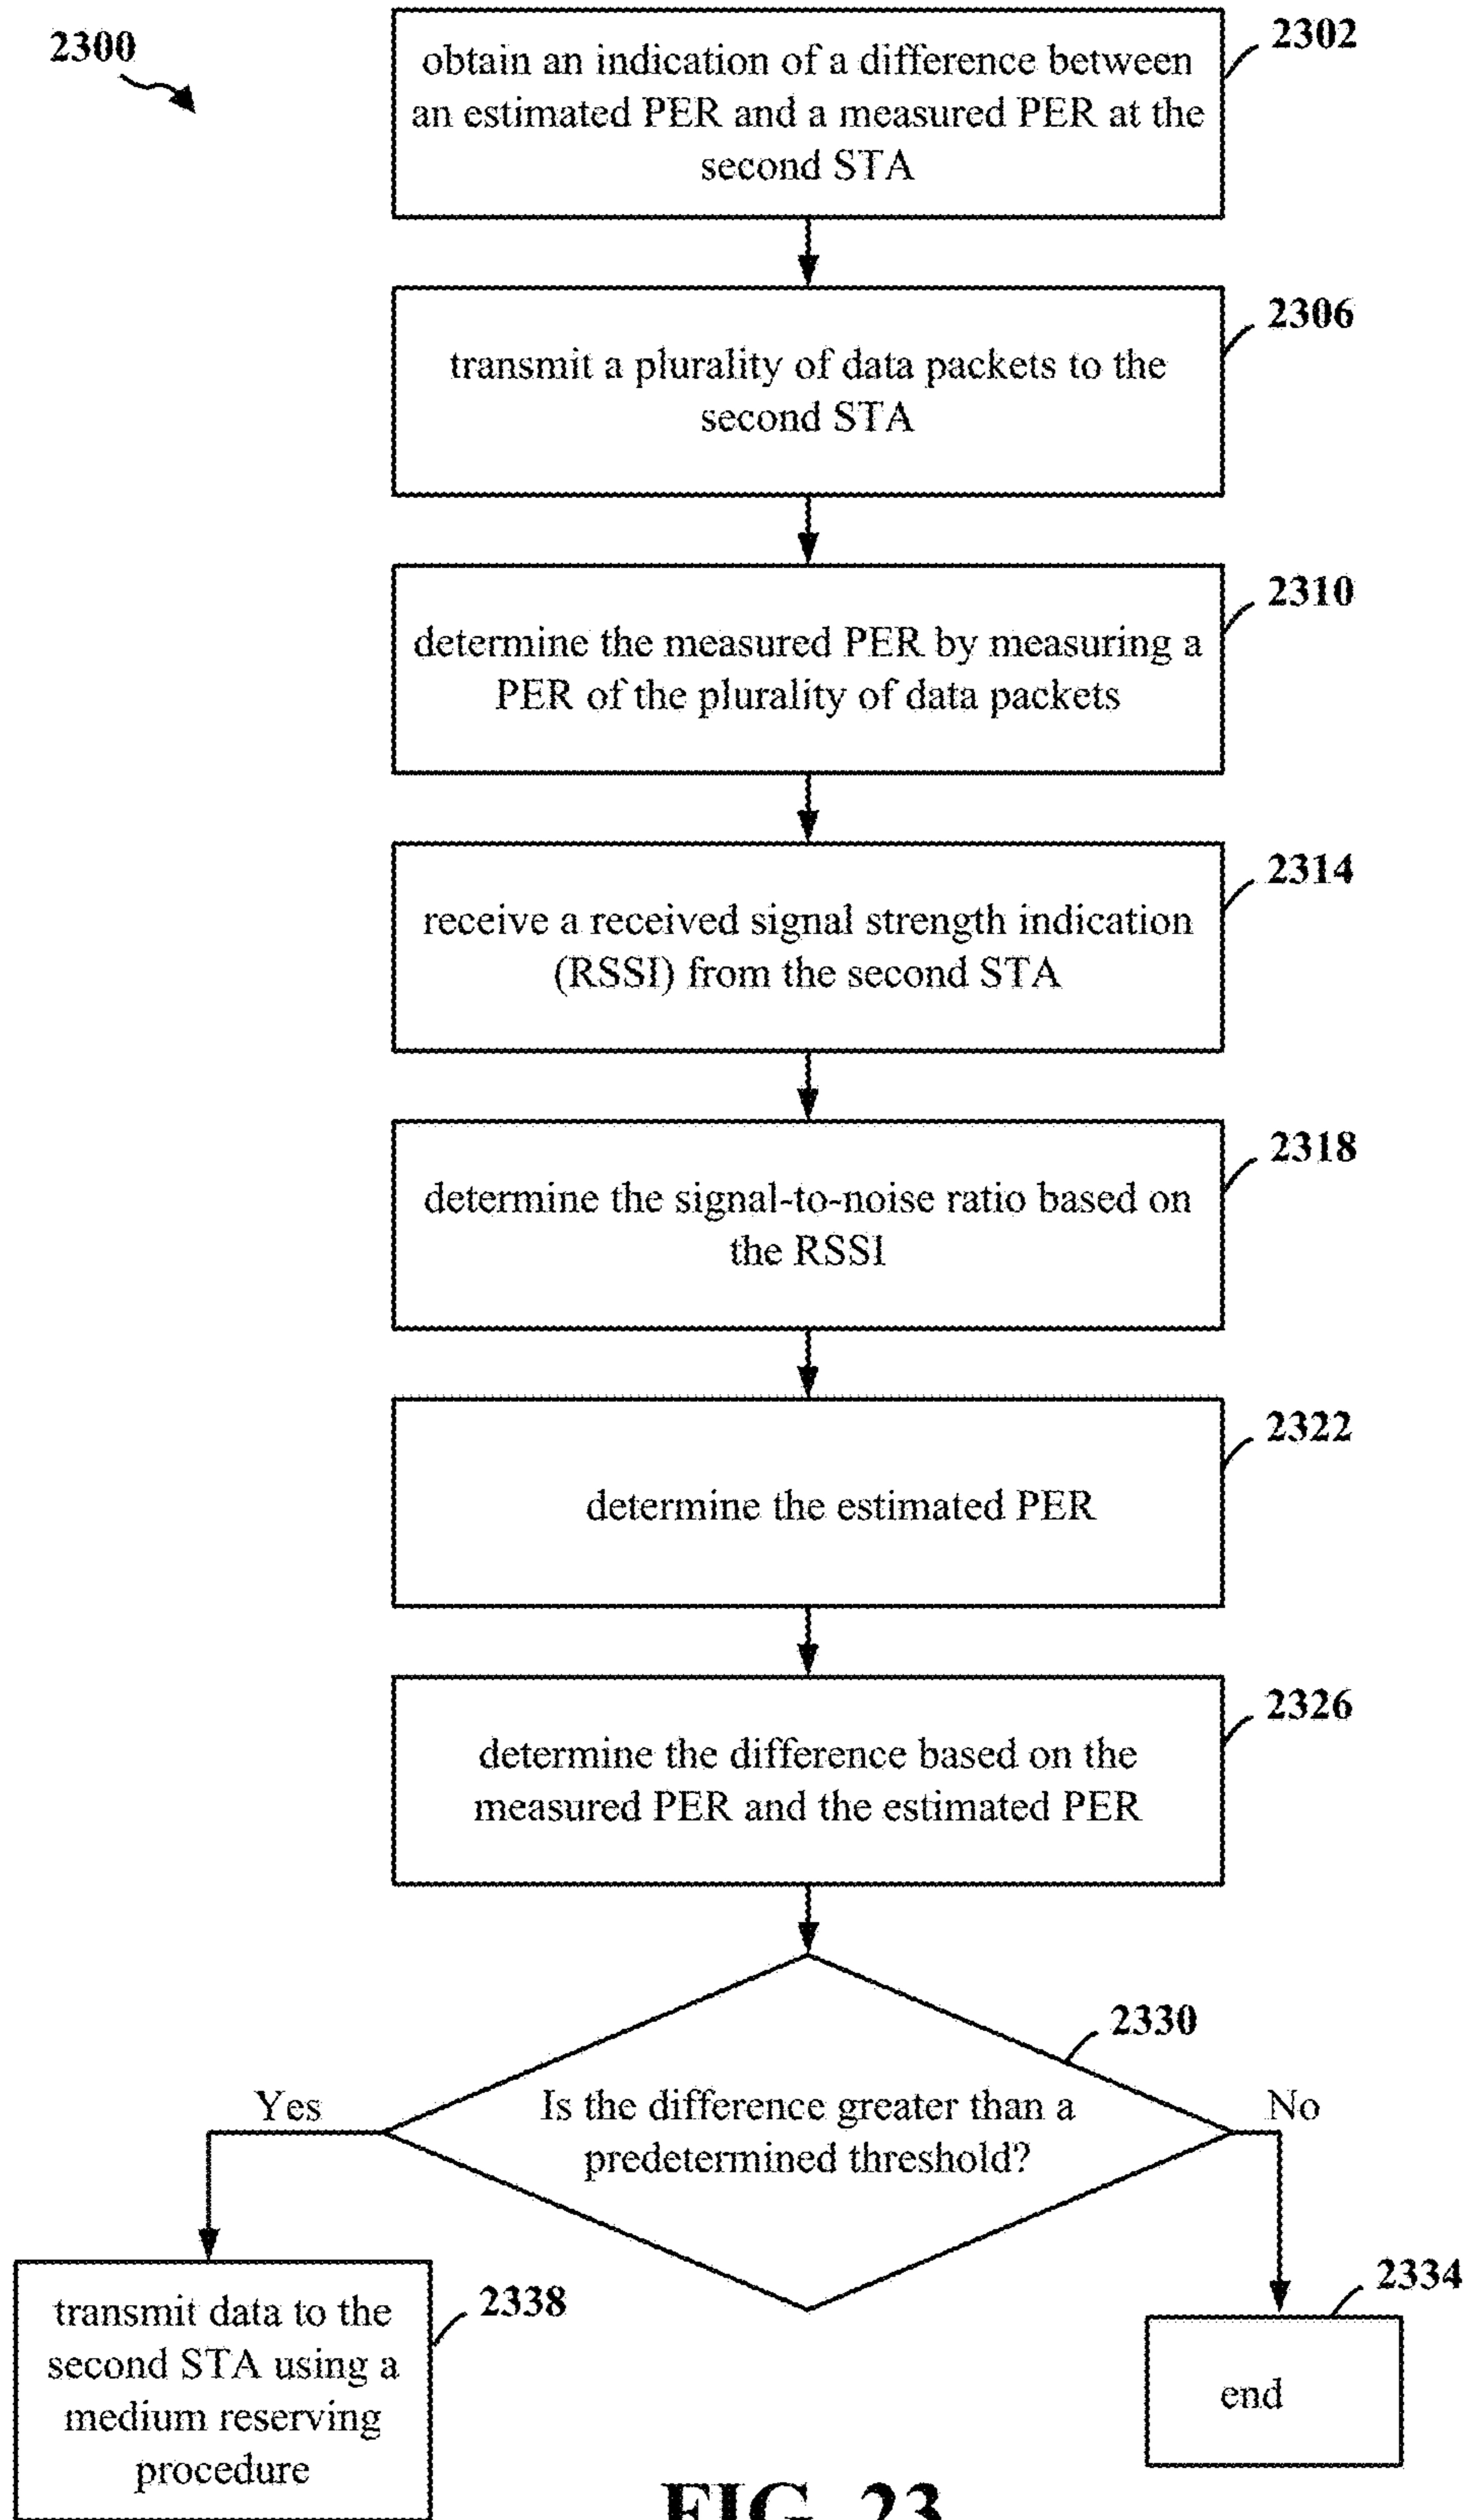 2300
2302
obtain an indication of a difference between
an estimated PER and a measured PER at the
second STA
2306
transmit a plurality of data packets to the
second STA
2310
determine the measured PER by measuring a
PER of the plurality of data packets
2314
receive a received signal strength indication
(RSSI) from the second STA
2318
determine the signal-to-noise ratio based on
the RSSI
2322
determine the estimated PER
2326
determine the difference based on the
measured PER and the estimated PER
2330
Is the difference greater than a
predetermined threshold?
Yes
No
2338
transmit data to the
second STA using a
medium reserving
procedure
2334
end
FIG. 23